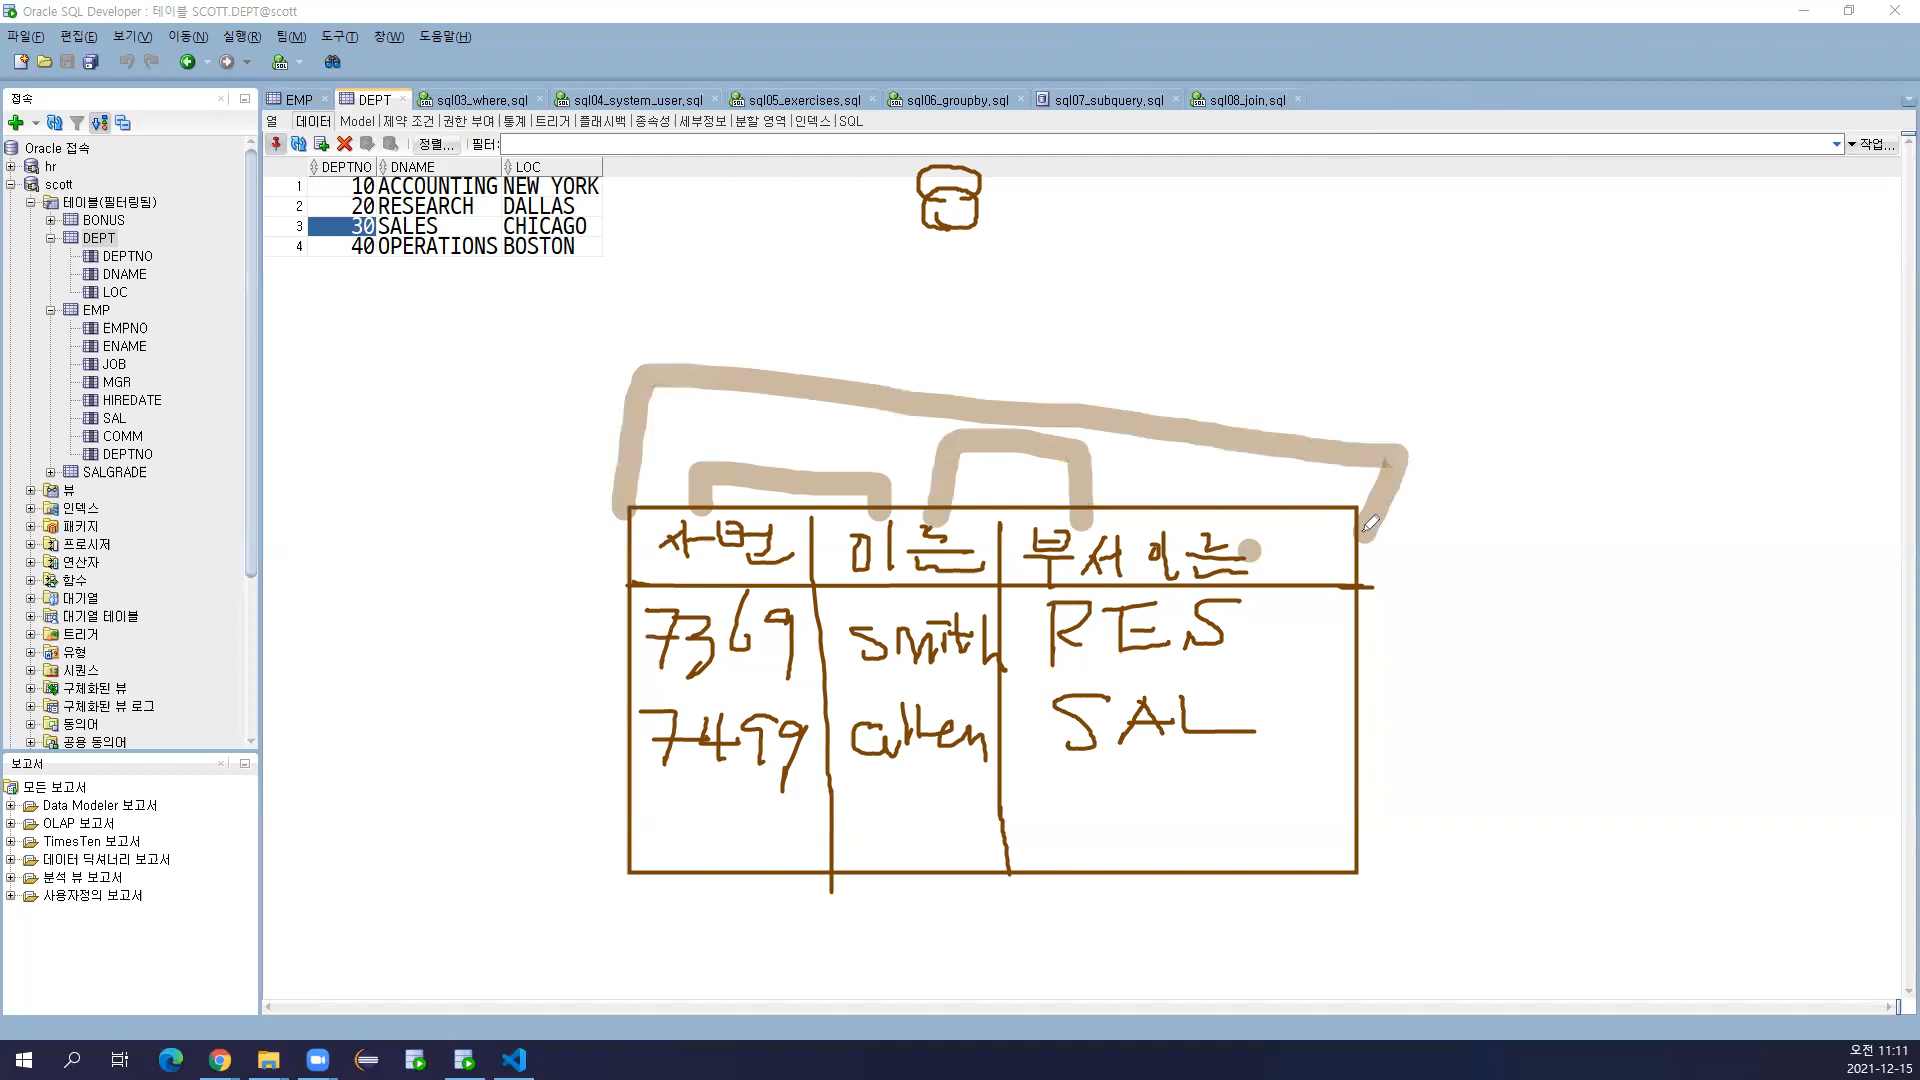 Oracle SQL Developer : 테이블 SCOTT.DEPT@scott
파일(F) 편집(E) 보기(V) 이동(N) 실행(R) 팀(M) 도구(T) 창(W) 도움말(H)
접속
EMP DEPT sql03_where.sql sql04_system_user.sql sql05_exercises.sql sql06_groupby.sql sql07_subquery.sql sql08_join.sql
열 데이터 Model 제약 조건 권한 부여 통계 트리거 플래시백 종속성 세부정보 분할 영역 인덱스 SQL
정렬... 필터: 작업...
DEPTNO DNAME LOC
1 10 ACCOUNTING NEW YORK
2 20 RESEARCH DALLAS
3 30 SALES CHICAGO
4 40 OPERATIONS BOSTON
Oracle 접속
hr
scott
테이블(필터링됨)
BONUS
DEPT
DEPTNO
DNAME
LOC
EMP
EMPNO
ENAME
JOB
MGR
HIREDATE
SAL
COMM
DEPTNO
SALGRADE
뷰
인덱스
패키지
프로시저
연산자
함수
대기열
대기열 테이블
트리거
유형
시퀀스
구체화된 뷰
구체화된 뷰 로그
동의어
공용 동의어
보고서
모든 보고서
Data Modeler 보고서
OLAP 보고서
TimesTen 보고서
데이터 딕셔너리 보고서
분석 뷰 보고서
사용자정의 보고서
사번 이름 부서이름
7369 smith RES
7499 allen SAL
오전 11:11
2021-12-15